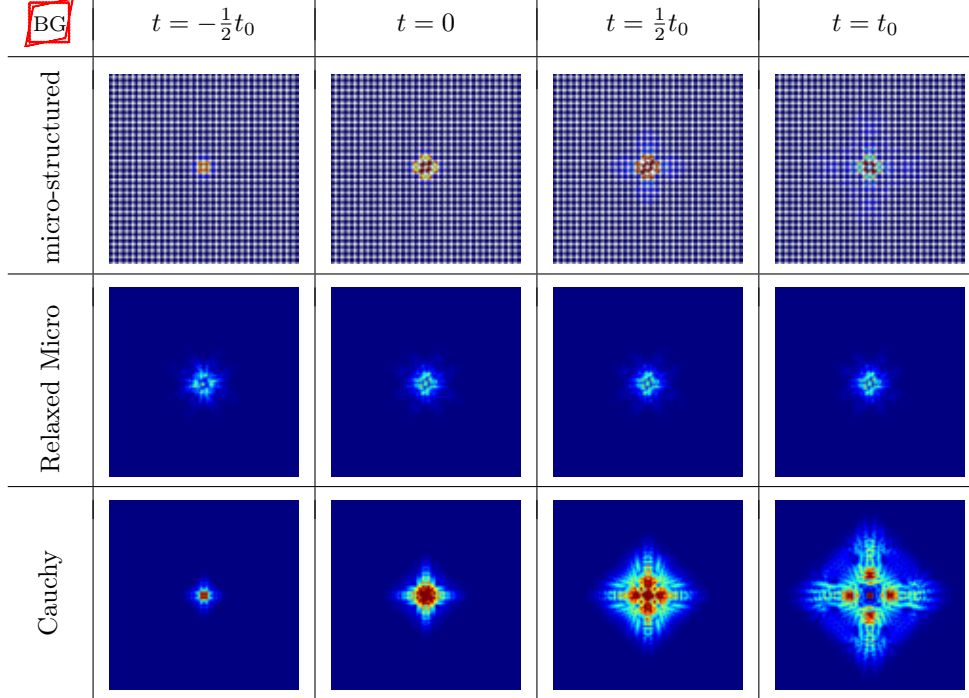 BG t = −½t₀ t = 0 t = ½t₀ t = t₀
micro-structured
Relaxed Micro
Cauchy